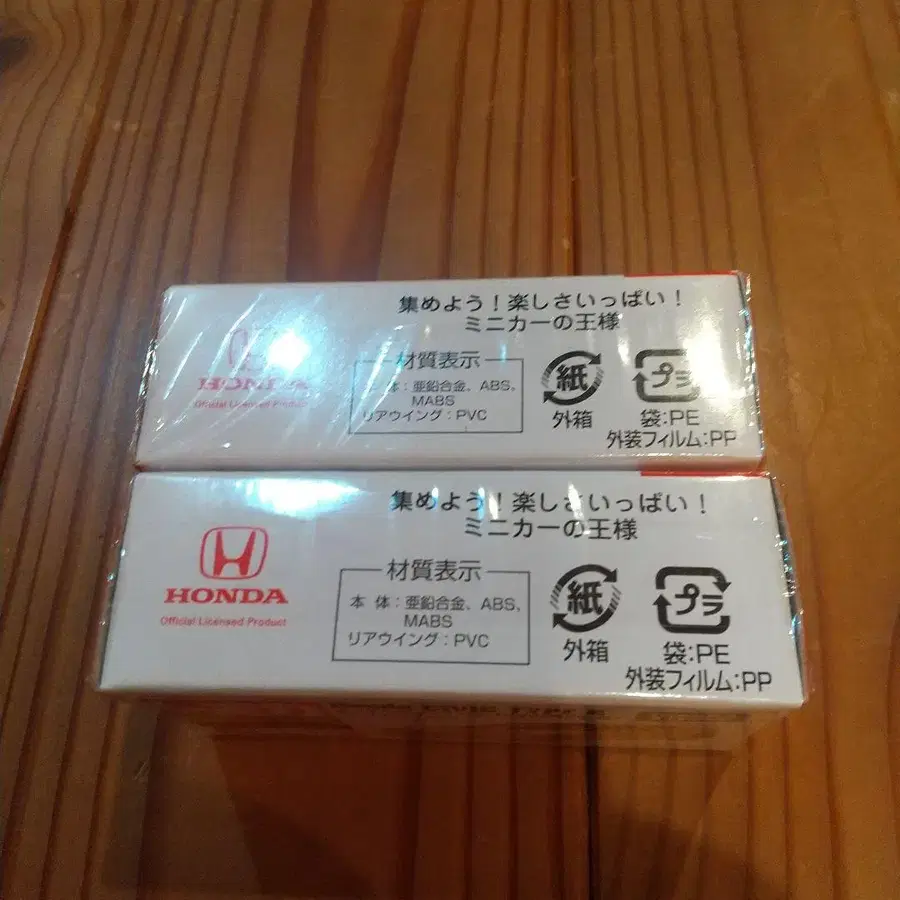 集めよう！楽しさいっぱい！
ミニカーの王様
HONDA
Official Licensed Product
材質表示
本 体：亜鉛合金、ABS、
MABS
リアウイング：PVC
紙
外箱
プラ
袋:PE
外装フィルム:PP
集めよう！楽しさいっぱい！
ミニカーの王様
HONDA
Official Licensed Product
材質表示
本 体：亜鉛合金、ABS、
MABS
リアウイング：PVC
紙
外箱
プラ
袋:PE
外装フィルム:PP